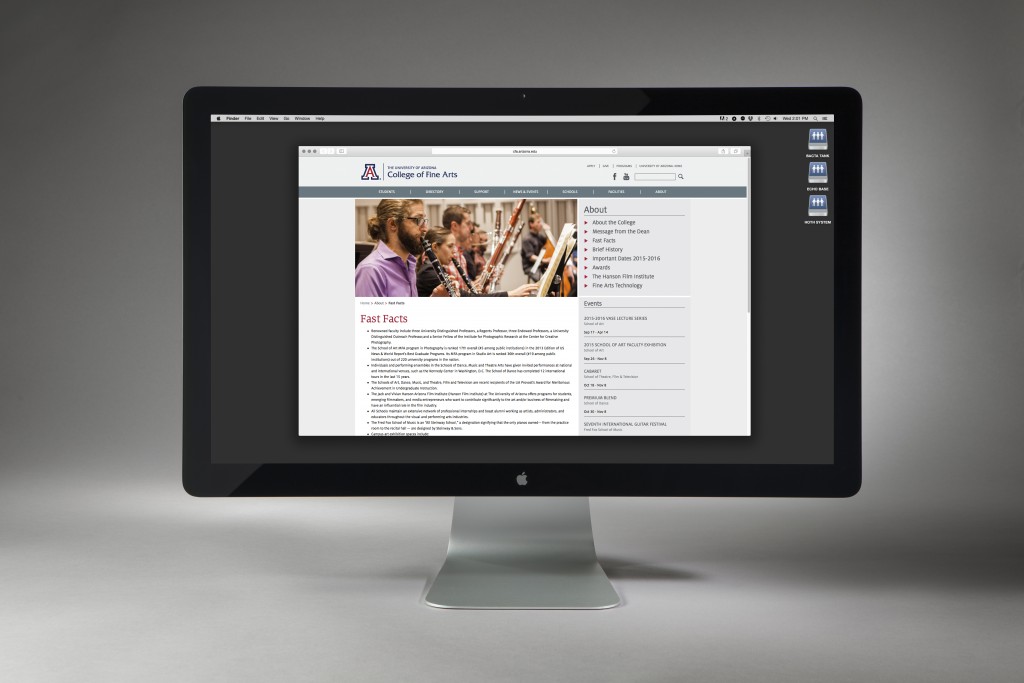 Finder File Edit View Go Window Help
Wed 2:01 PM
cfa.arizona.edu
THE UNIVERSITY OF ARIZONA
College of Fine Arts
APPLY | GIVE | PROGRAMS | UNIVERSITY OF ARIZONA HOME
STUDENTS | DIRECTORY | SUPPORT | NEWS & EVENTS | SCHOOLS | FACILITIES | ABOUT
BACTA TANK
ECHO BASE
HOTH SYSTEM
Home > About > Fast Facts
Fast Facts
Renowned faculty include three University Distinguished Professors, a Regents Professor, three Endowed Professors, a University
Distinguished Outreach Professor and a Senior Fellow of the Institute for Photographic Research at the Center for Creative
Photography.
The School of Art MFA program in Photography is ranked 17th overall (#5 among public institutions) in the 2013 Edition of US
News & World Report's Best Graduate Programs. Its MFA program in Studio Art is ranked 30th overall (#15 among public
institutions) out of 220 university programs in the nation.
Individuals and performing ensembles in the Schools of Dance, Music and Theatre Arts have given invited performances at national
and international venues, such as the Kennedy Center in Washington, D.C. The School of Dance has completed 12 international
tours in the last 15 years.
The Schools of Art, Dance, Music, and Theatre, Film and Television are recent recipients of the UA Provost's Award for Meritorious
Achievement in Undergraduate Instruction.
The Jack and Vivian Hanson Arizona Film Institute (Hanson Film Institute) at The University of Arizona offers programs for students,
emerging filmmakers, and media entrepreneurs who want to contribute significantly to the art and/or business of filmmaking and
have an influential say in the film industry.
All Schools maintain an extensive network of professional internships and boast alumni working as artists, administrators, and
educators throughout the visual and performing arts industries.
The Fred Fox School of Music is an "All Steinway School," a designation signifying that the only pianos owned – from the practice
room to the recital hall — are designed by Steinway & Sons.
Campus art exhibition spaces include:
About
About the College
Message from the Dean
Fast Facts
Brief History
Important Dates 2015-2016
Awards
The Hanson Film Institute
Fine Arts Technology
Events
2015-2016 VASE LECTURE SERIES
School of Art
Sep 17 - Apr 14
2015 SCHOOL OF ART FACULTY EXHIBITION
School of Art
Sep 24 - Nov 8
CABARET
School of Theatre, Film & Television
Oct 18 - Nov 8
PREMIUM BLEND
School of Dance
Oct 30 - Nov 8
SEVENTH INTERNATIONAL GUITAR FESTIVAL
Fred Fox School of Music